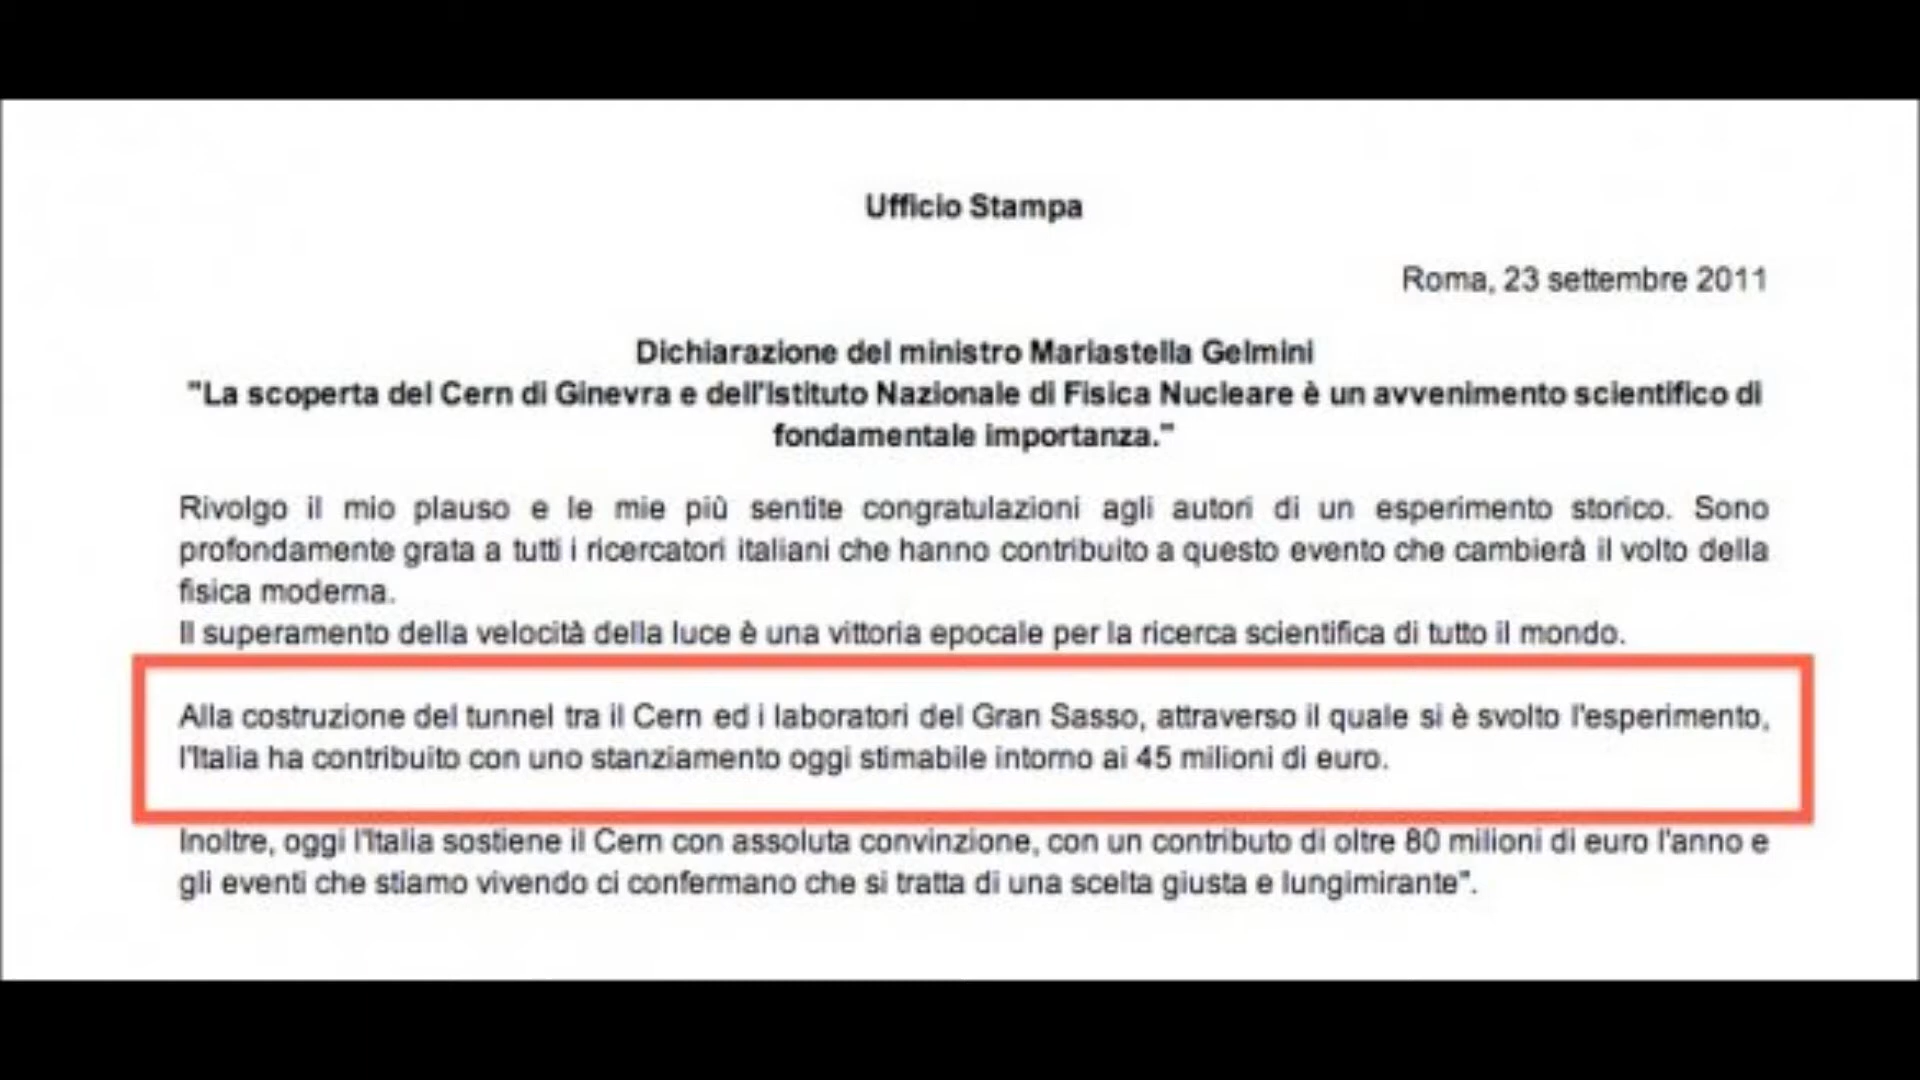 Ufficio Stampa
Roma, 23 settembre 2011
Dichiarazione del ministro Mariastella Gelmini
"La scoperta del Cern di Ginevra e dell'Istituto Nazionale di Fisica Nucleare è un avvenimento scientifico di
fondamentale importanza."
Rivolgo il mio plauso e le mie più sentite congratulazioni agli autori di un esperimento storico. Sono
profondamente grata a tutti i ricercatori italiani che hanno contribuito a questo evento che cambierà il volto della
fisica moderna.
Il superamento della velocità della luce è una vittoria epocale per la ricerca scientifica di tutto il mondo.
Alla costruzione del tunnel tra il Cern ed i laboratori del Gran Sasso, attraverso il quale si è svolto l'esperimento,
l'Italia ha contribuito con uno stanziamento oggi stimabile intorno ai 45 milioni di euro.
Inoltre, oggi l'Italia sostiene il Cern con assoluta convinzione, con un contributo di oltre 80 milioni di euro l'anno e
gli eventi che stiamo vivendo ci confermano che si tratta di una scelta giusta e lungimirante".